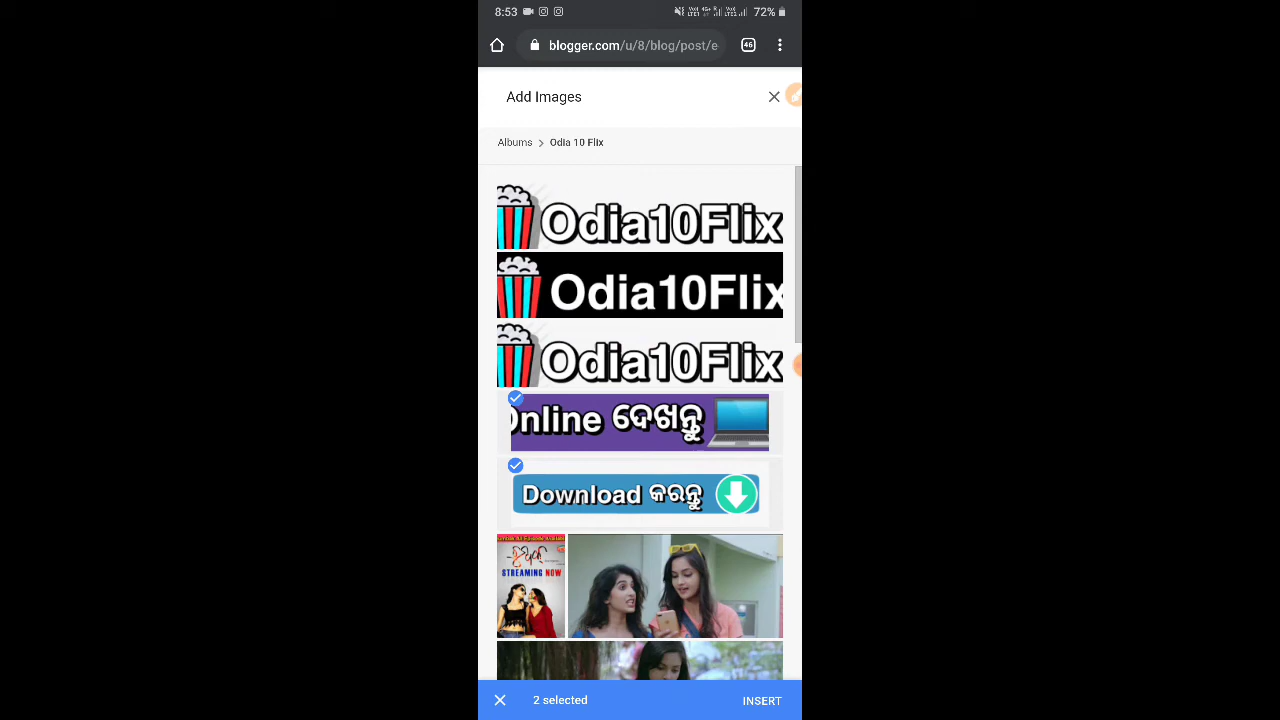 8:53
72%
blogger.com/u/8/blog/post/e
46
Add Images
Albums > Odia 10 Flix
Odia10Flix
Odia10Flix
Odia10Flix
Online ଦେଖନ୍ତୁ
Download କରନ୍ତୁ
STREAMING NOW
2 selected
INSERT